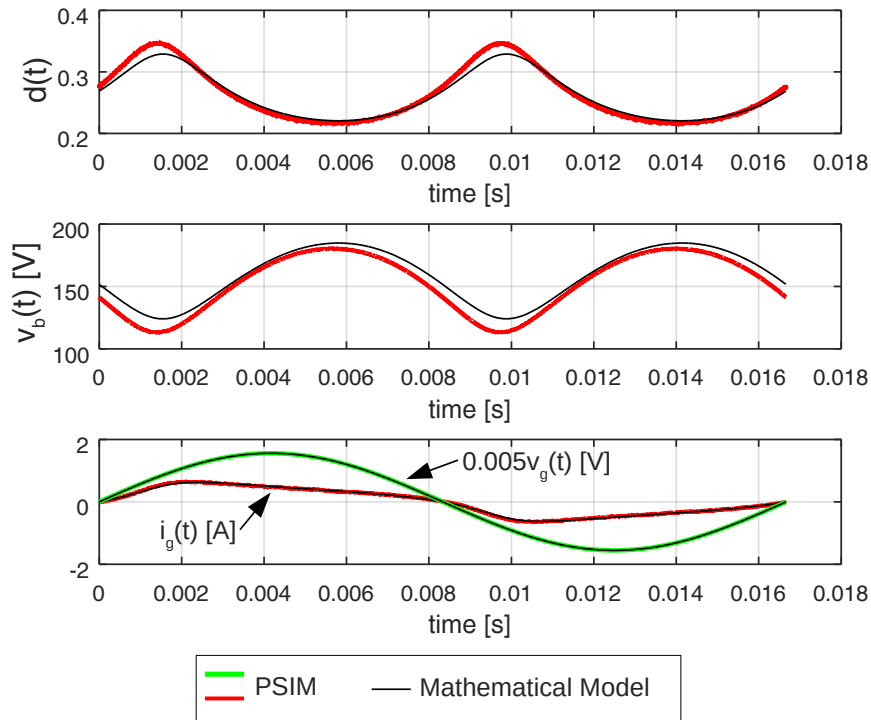 0.4
0.3
0.2
d(t)
0 0.002 0.004 0.006 0.008 0.01 0.012 0.014 0.016 0.018
time [s]
200
150
100
v_b(t) [V]
0 0.002 0.004 0.006 0.008 0.01 0.012 0.014 0.016 0.018
time [s]
2
0
-2
0.005v_g(t) [V]
i_g(t) [A]
0 0.002 0.004 0.006 0.008 0.01 0.012 0.014 0.016 0.018
time [s]
PSIM Mathematical Model